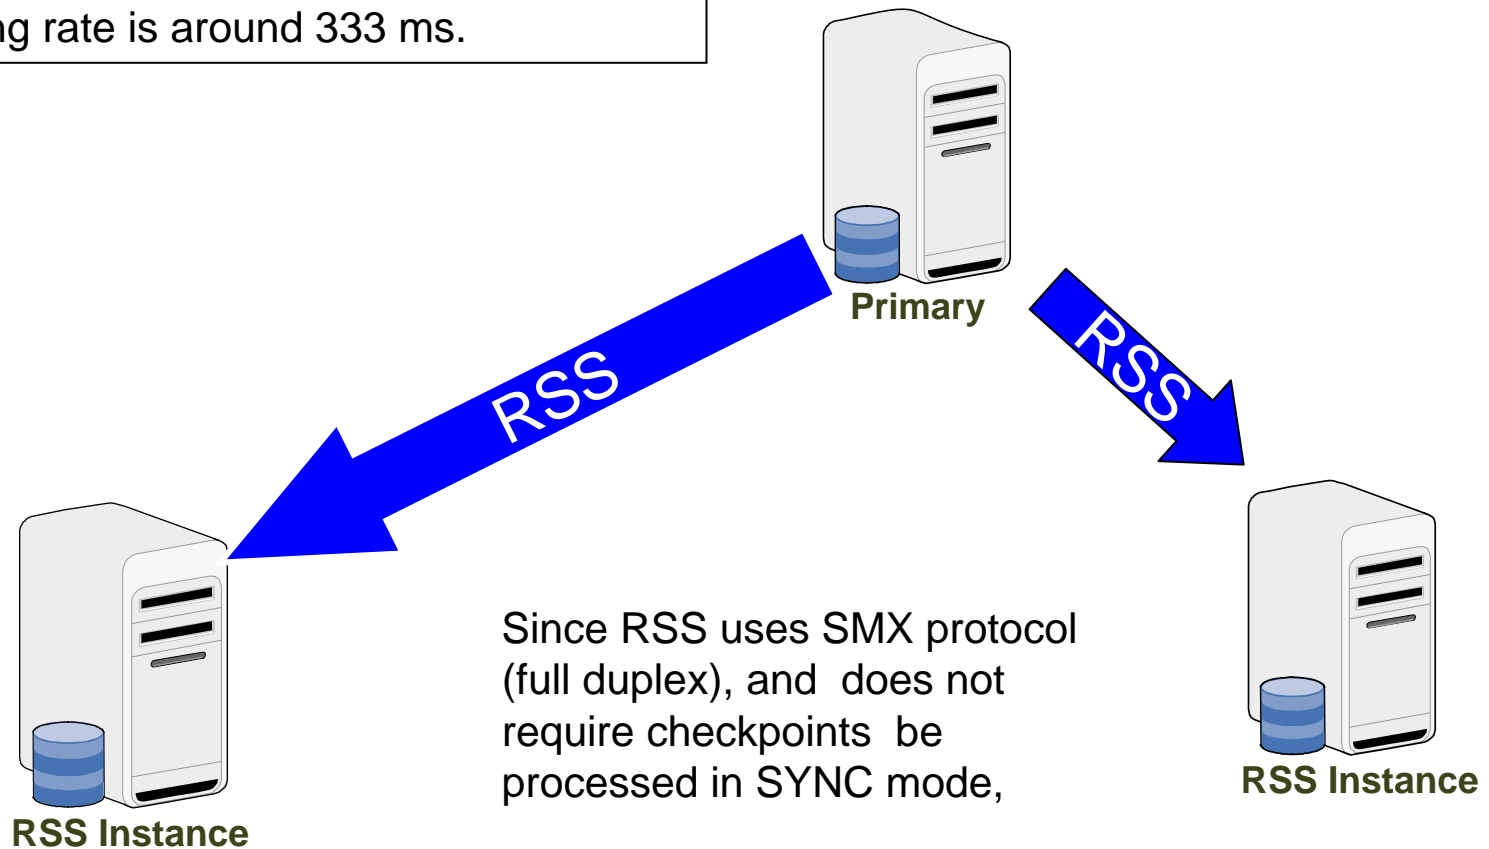 rate is around 333 ms.
Primary
RSS
RSS
Since RSS uses SMX protocol
(full duplex), and does not
require checkpoints be
processed in SYNC mode,
RSS Instance
RSS Instance